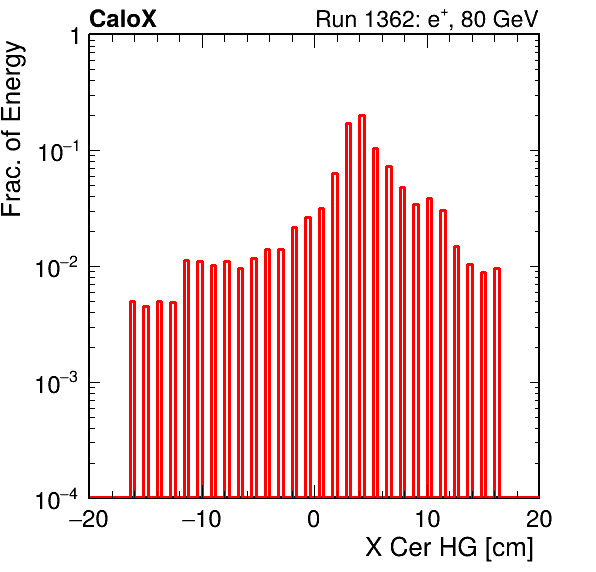 CaloX Run 1362: e⁺, 80 GeV
Frac. of Energy
1
10⁻¹
10⁻²
10⁻³
10⁻⁴
−20 −10 0 10 20
X Cer HG [cm]